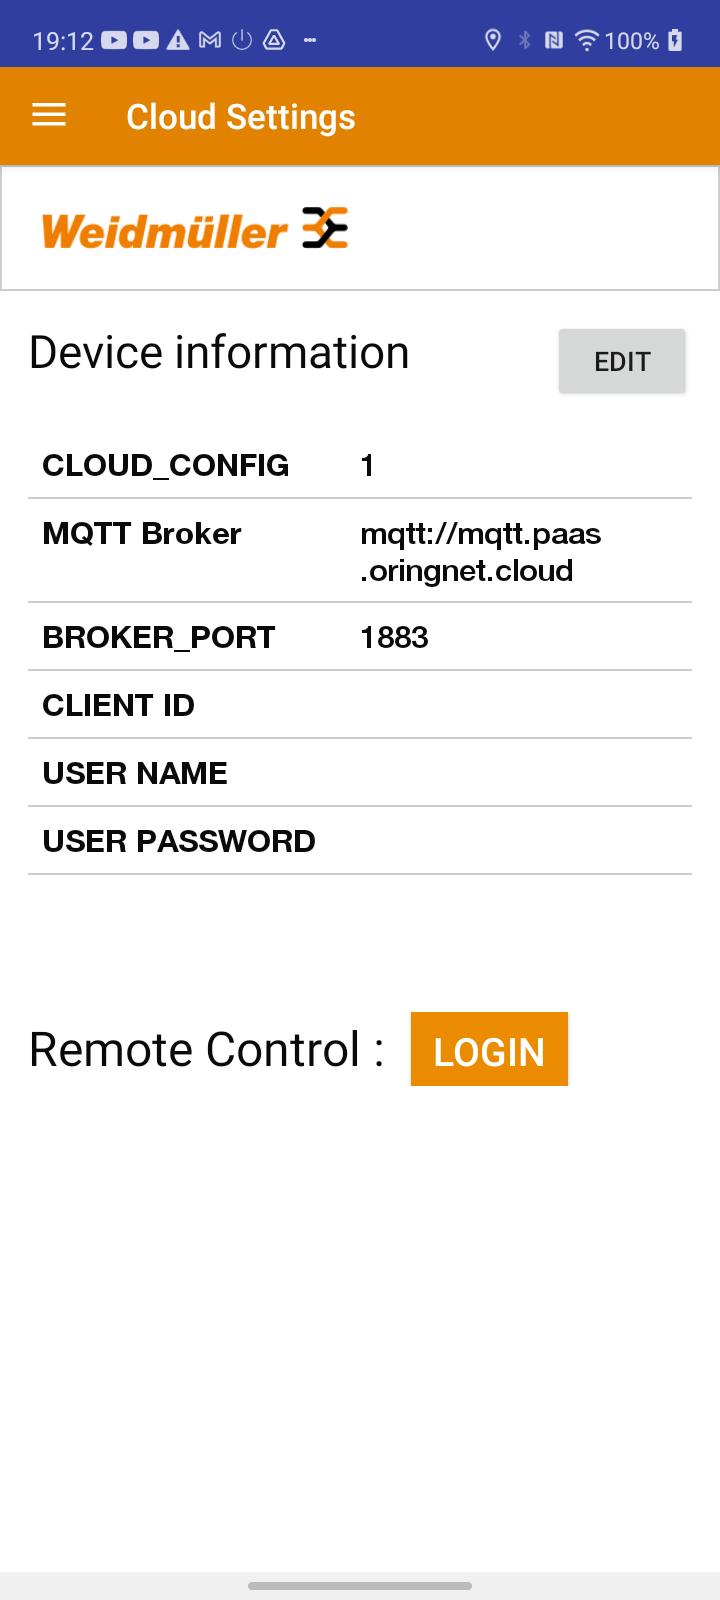 19:12
100%
Cloud Settings
Weidmüller
Device information
EDIT
CLOUD_CONFIG 1
MQTT Broker mqtt://mqtt.paas
.oringnet.cloud
BROKER_PORT 1883
CLIENT ID
USER NAME
USER PASSWORD
Remote Control : LOGIN